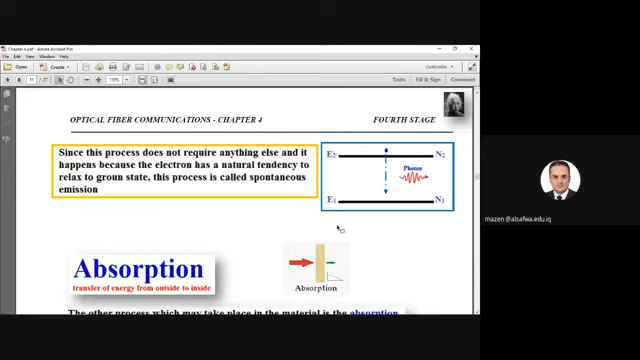 Chapter 4.pdf - Adobe Acrobat Pro
File Edit View Window Help
Open Create Customize
11 / 27 139% Tools Fill & Sign Comment
OPTICAL FIBER COMMUNICATIONS - CHAPTER 4 FOURTH STAGE
Since this process does not require anything else and it
happens because the electron has a natural tendency to
relax to groun state, this process is called spontaneous
emission
E2 N2
Photon
E1 N1
mazen @alsafwa.edu.iq
Absorption
transfer of energy from outside to inside
Absorption
The other process which may take place in the material is the absorption.